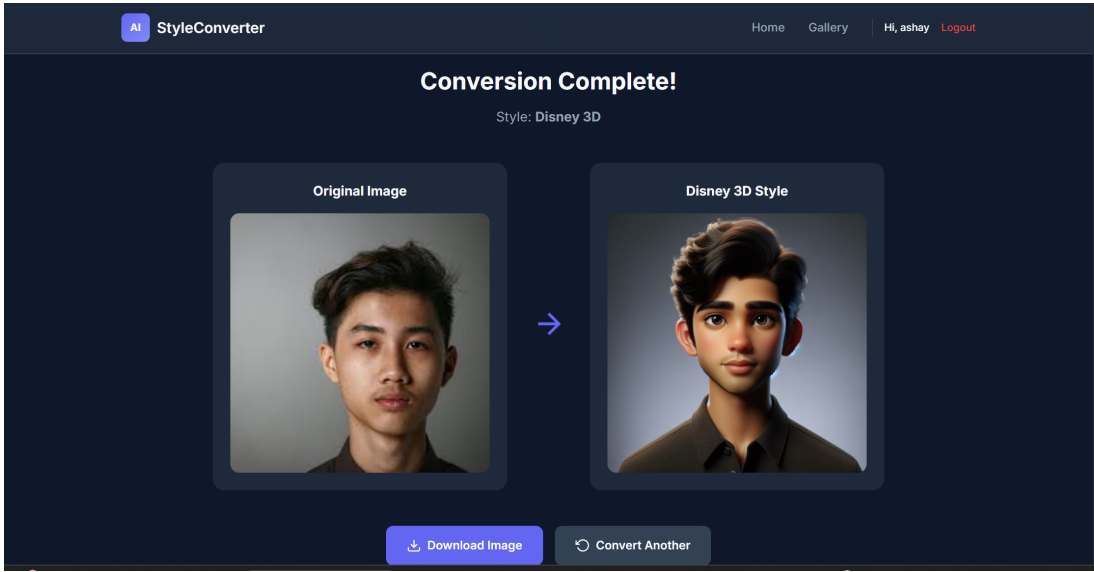 AI StyleConverter Home Gallery Hi, ashay Logout
Conversion Complete!
Style: Disney 3D
Original Image
Disney 3D Style
Download Image
Convert Another